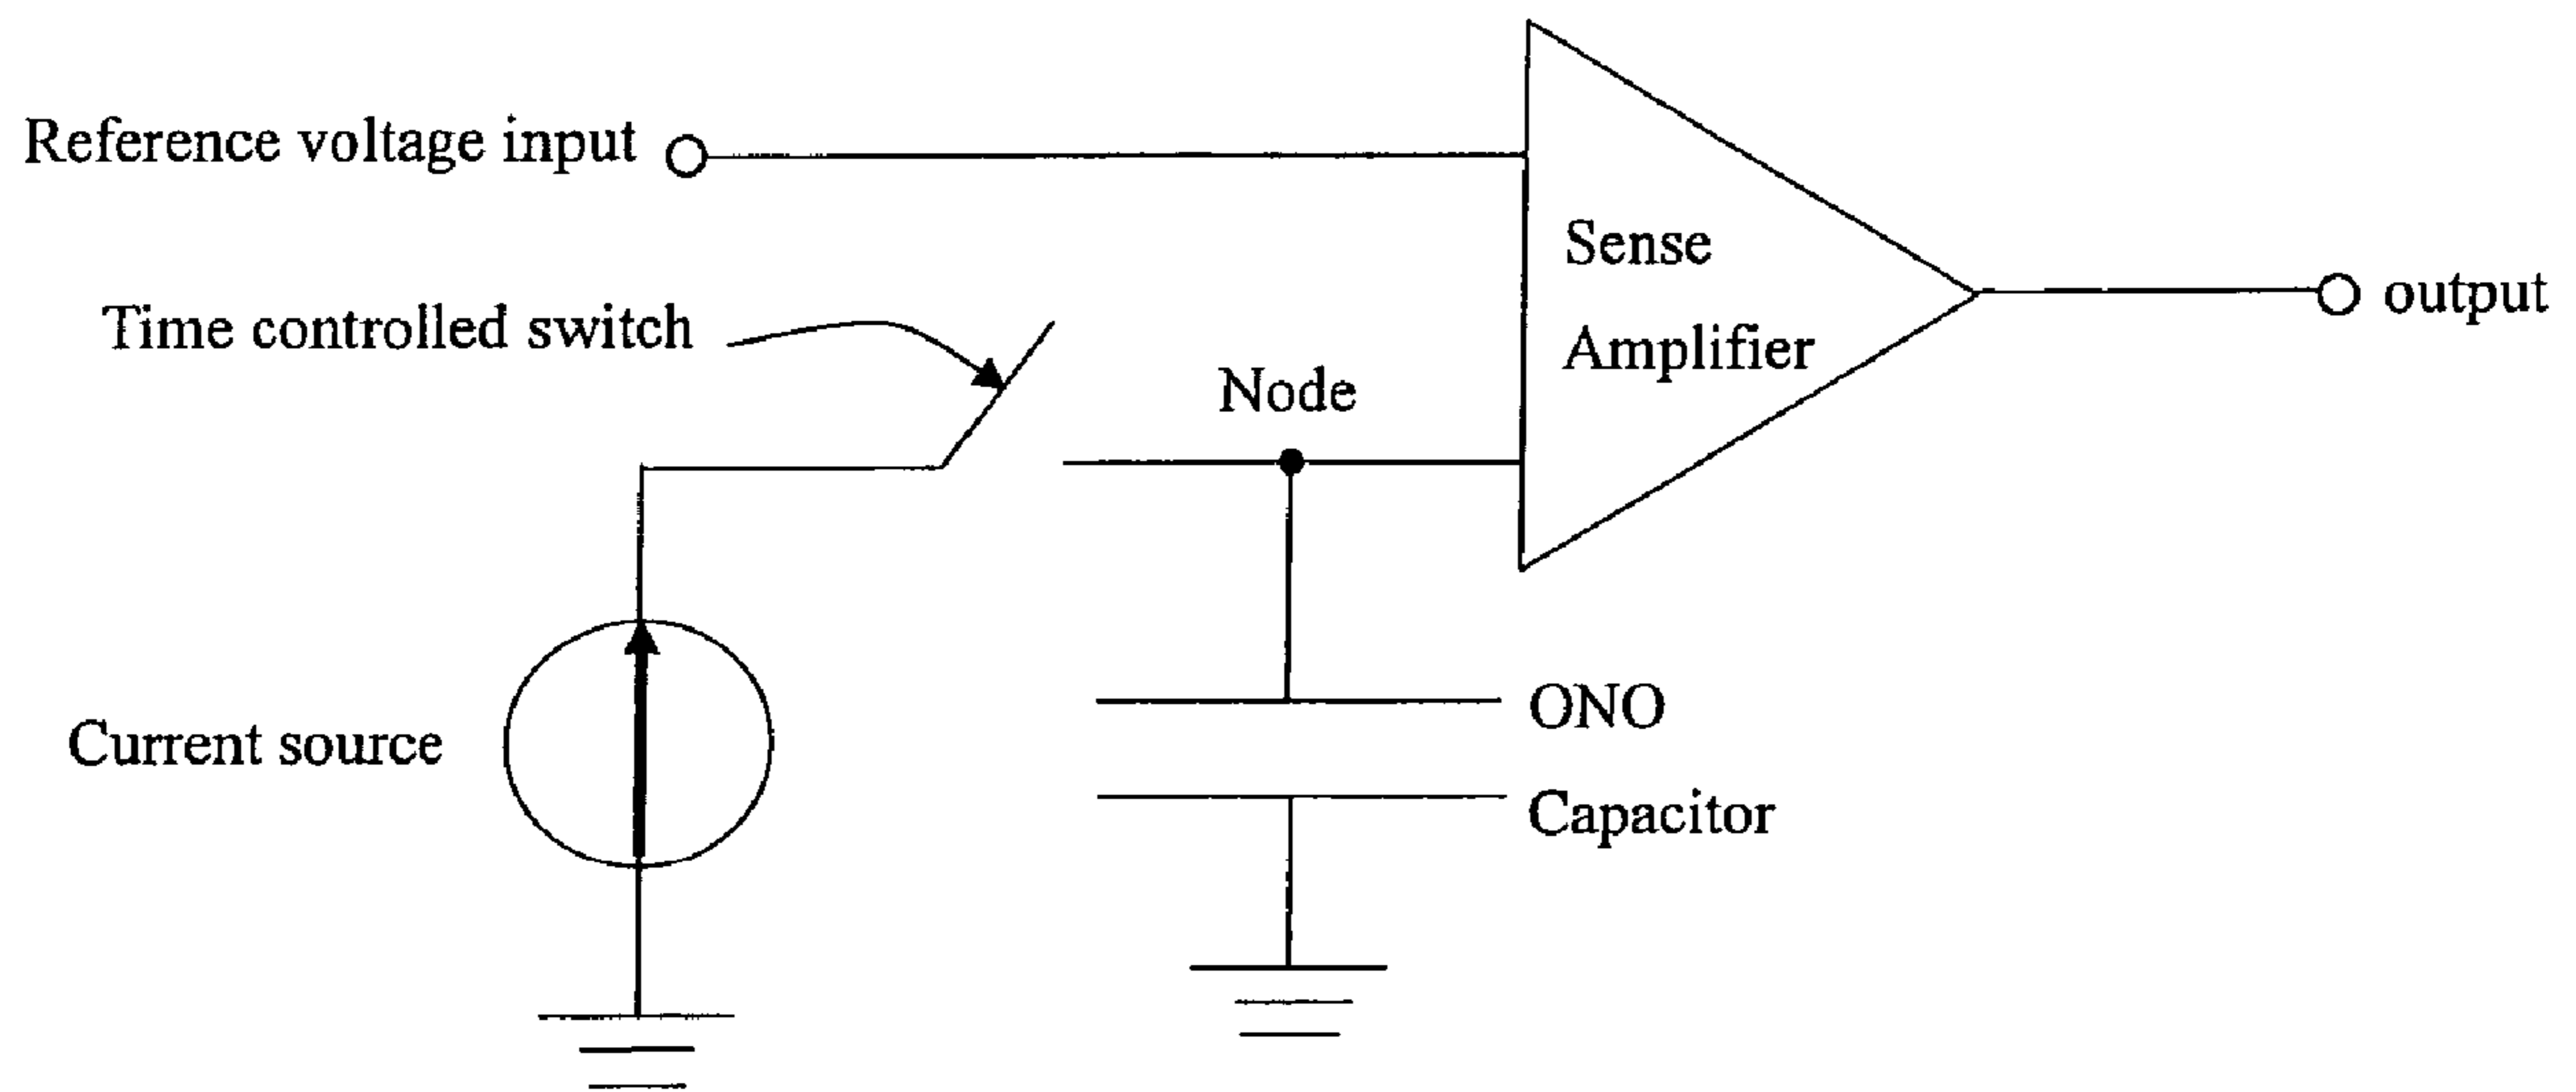 Reference voltage input
Sense
Amplifier
output
Time controlled switch
Node
Current source
ONO
Capacitor